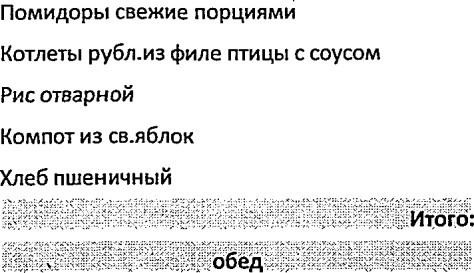 Помидоры свежие порциями
Котлеты рубл.из филе птицы с соусом
Рис отварной
Компот из св.яблок
Хлеб пшеничный
Итого:
обед